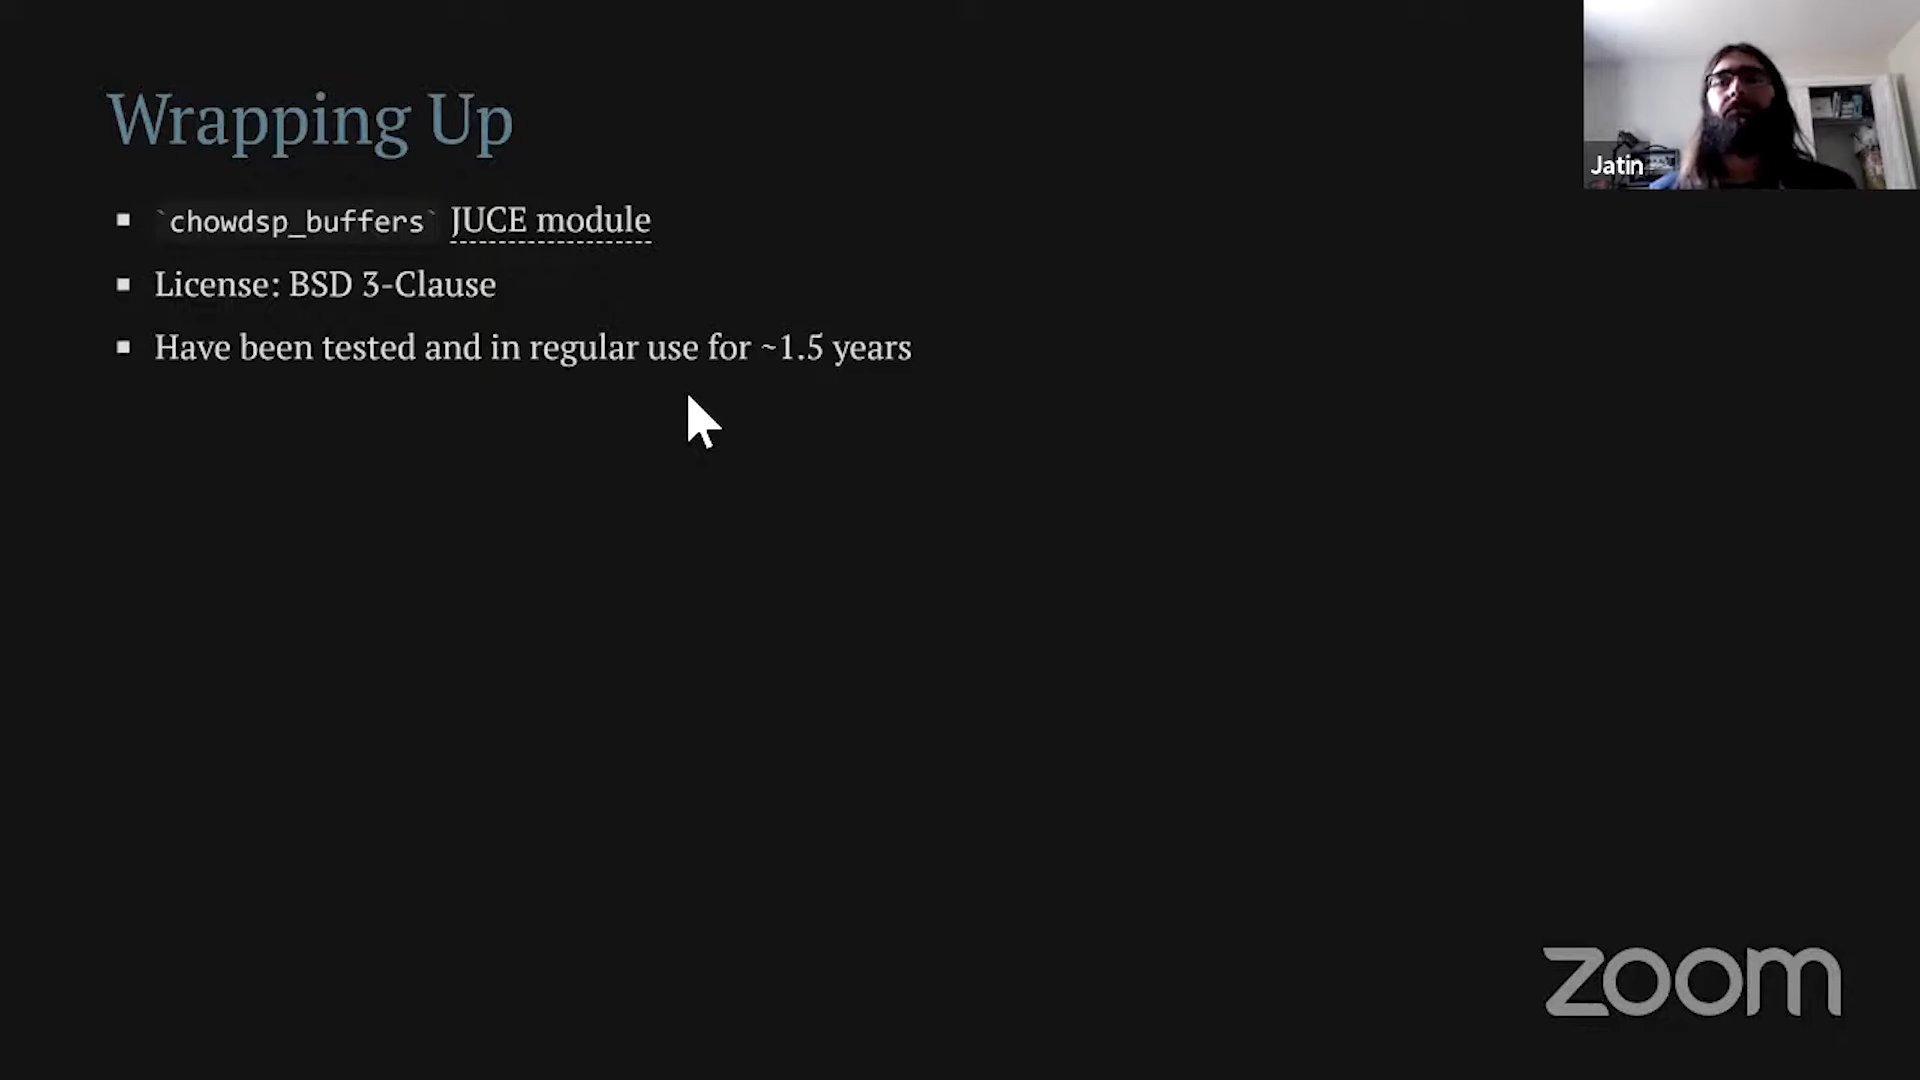 Wrapping Up
`chowdsp_buffers` JUCE module
License: BSD 3-Clause
Have been tested and in regular use for ~1.5 years
Jatin
zoom